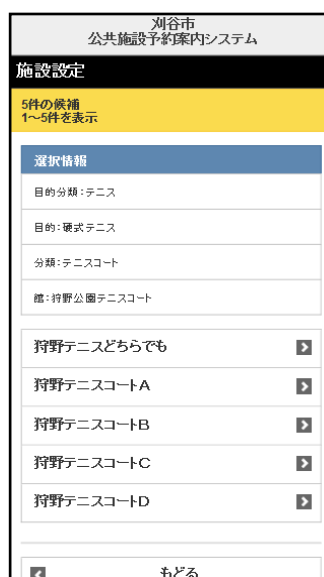 刈谷市
公共施設予約案内システム
施設設定
5件の候補
1～5件を表示
選択情報
目的分類：テニス
目的：硬式テニス
分類：テニスコート
館：狩野公園テニスコート
狩野テニスどちらでも
狩野テニスコートA
狩野テニスコートB
狩野テニスコートC
狩野テニスコートD
もどる